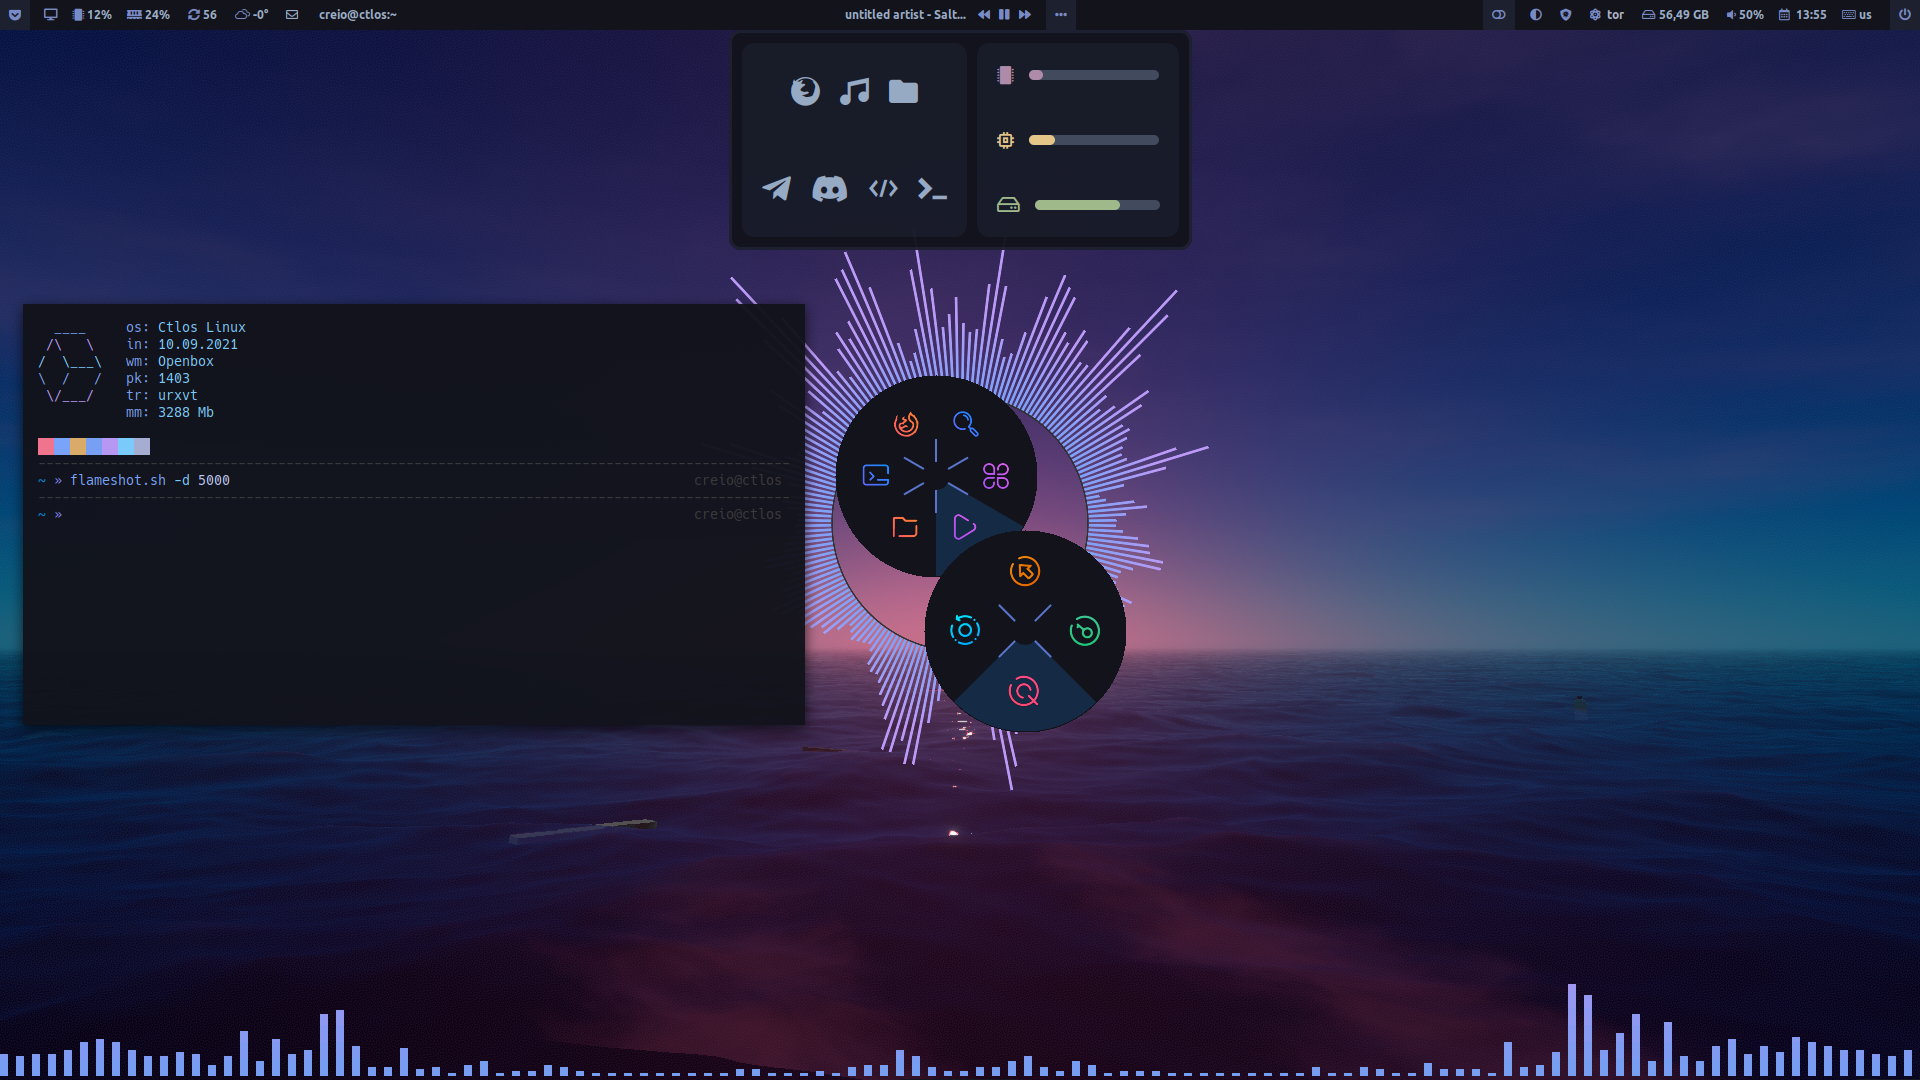 12% 24% 56 -0° creio@ctlos:~ untitled artist - Salt... ••• tor 56,49 GB 50% 13:55 us
os: Ctlos Linux
in: 10.09.2021
wm: Openbox
pk: 1403
tr: urxvt
mm: 3288 Mb
~ » flameshot.sh -d 5000 creio@ctlos
~ » creio@ctlos